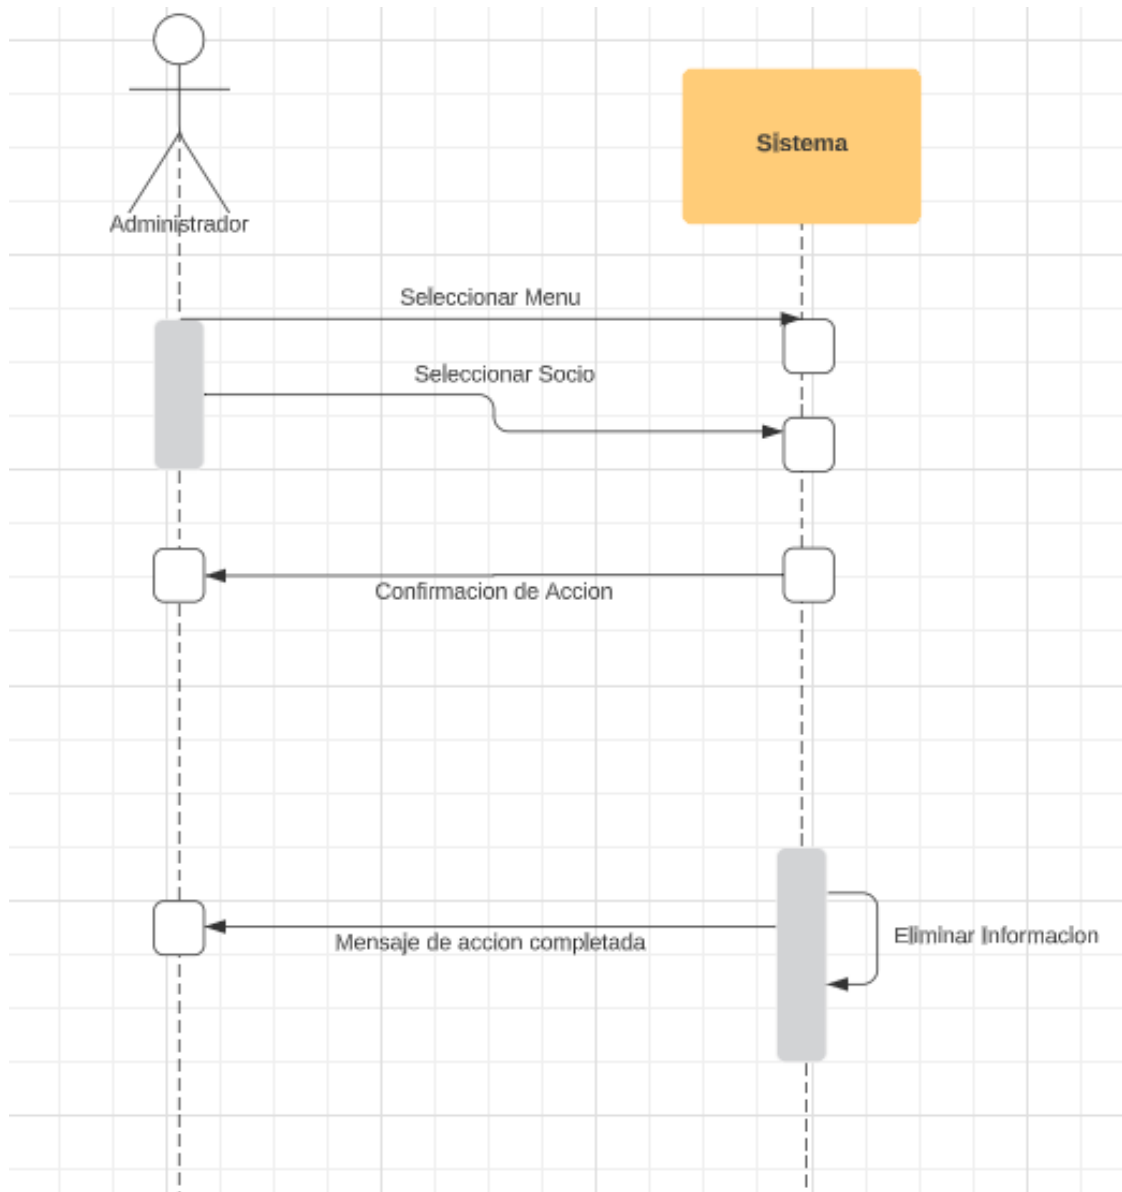 Sistema
Administrador
Seleccionar Menu
Seleccionar Socio
Confirmacion de Accion
Eliminar Informacion
Mensaje de accion completada